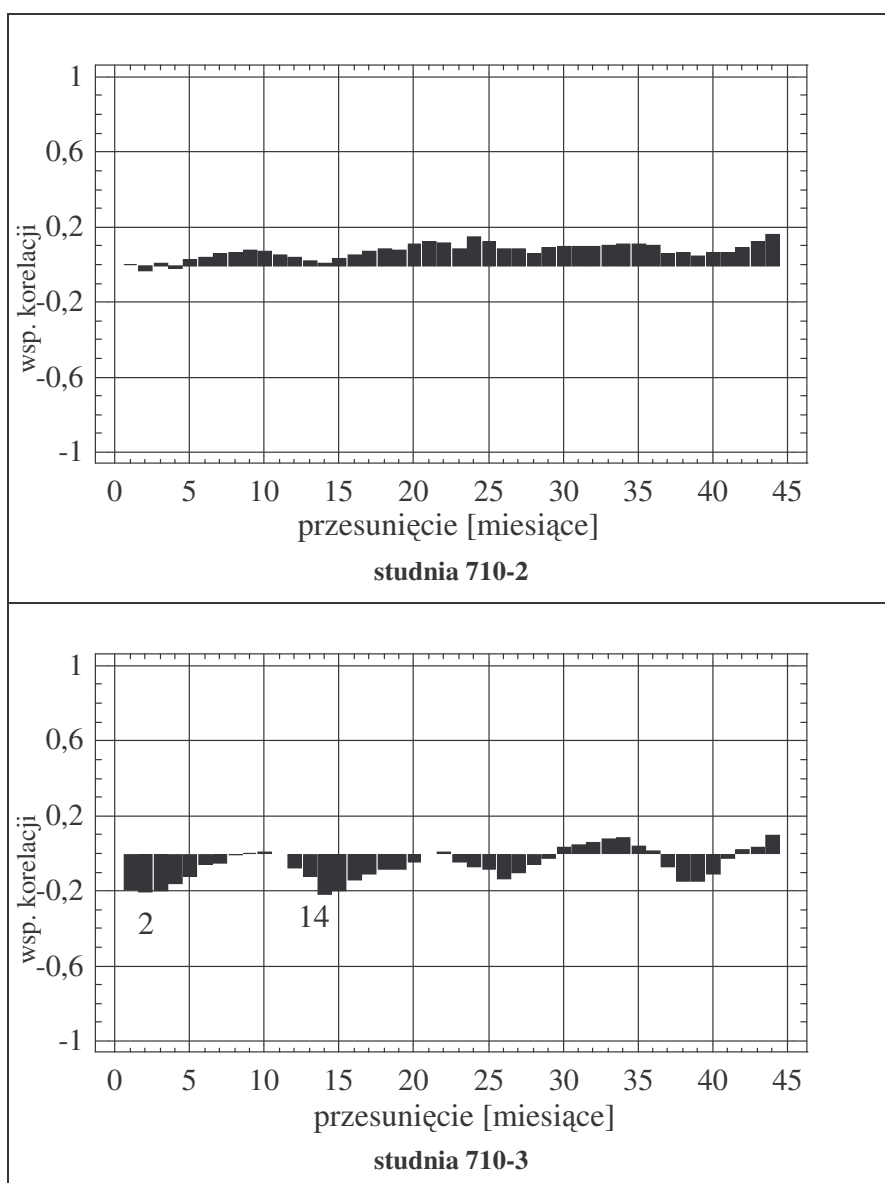 1
0,6
0,2
-0,2
-0,6
-1
wsp. korelacji
0 5 10 15 20 25 30 35 40 45
przesunięcie [miesiące]
studnia 710-2
1
0,6
0,2
-0,2
-0,6
-1
wsp. korelacji
2 14
0 5 10 15 20 25 30 35 40 45
przesunięcie [miesiące]
studnia 710-3